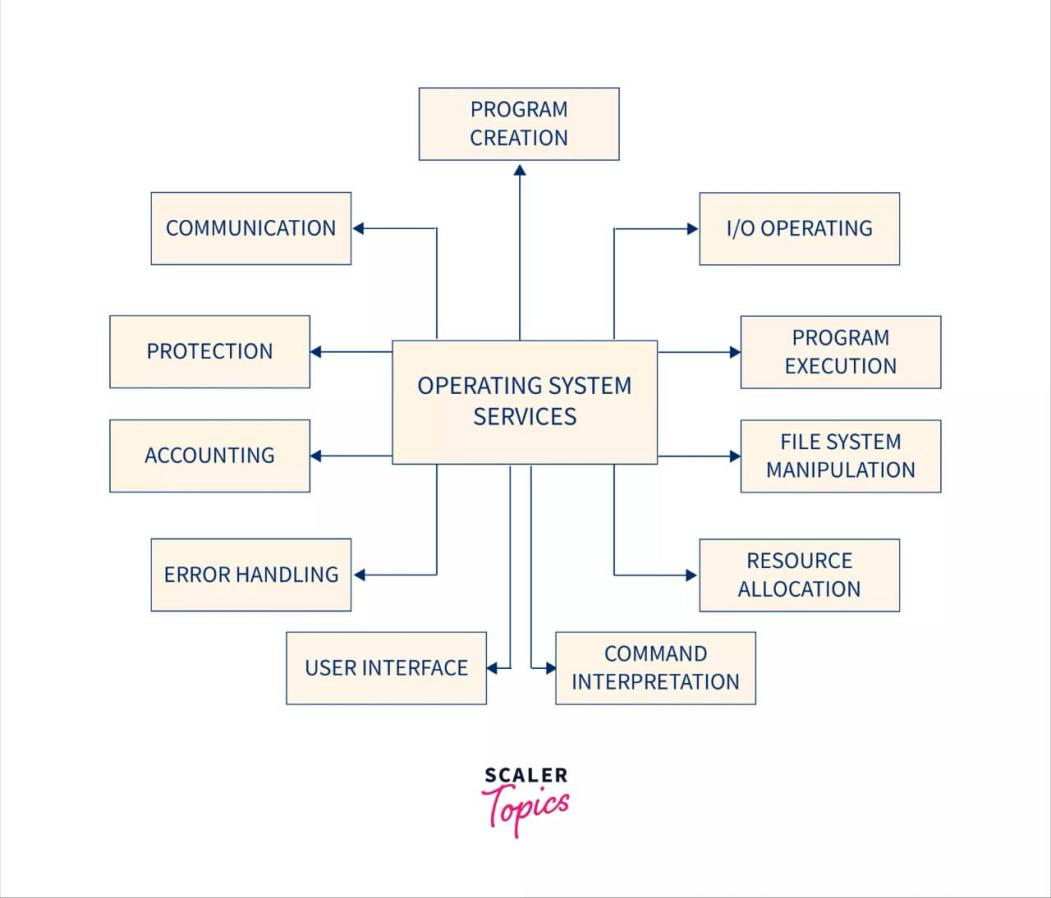 PROGRAM
CREATION
COMMUNICATION
I/O OPERATING
PROTECTION
PROGRAM
EXECUTION
OPERATING SYSTEM
SERVICES
ACCOUNTING
FILE SYSTEM
MANIPULATION
ERROR HANDLING
RESOURCE
ALLOCATION
USER INTERFACE
COMMAND
INTERPRETATION
SCALER
Topics